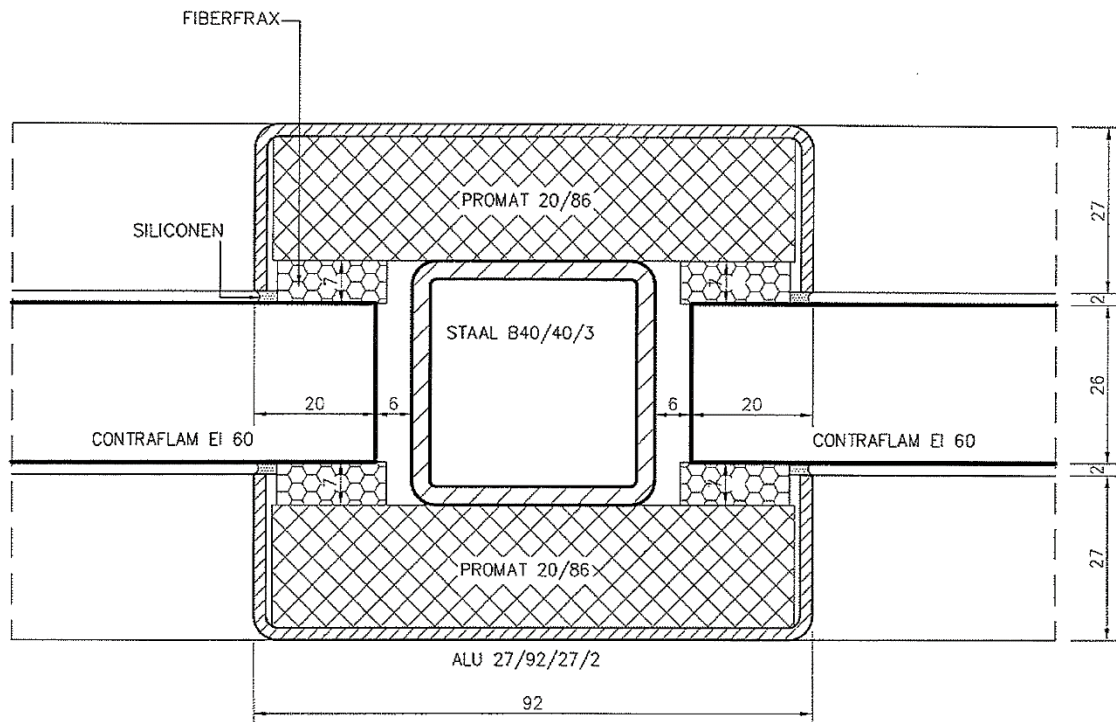 FIBERFRAX
PROMAT 20/86
27
SILICONEN
7
7
2
STAAL B40/40/3
26
20
6
6
20
CONTRAFLAM EI 60
CONTRAFLAM EI 60
2
7
7
27
PROMAT 20/86
ALU 27/92/27/2
92